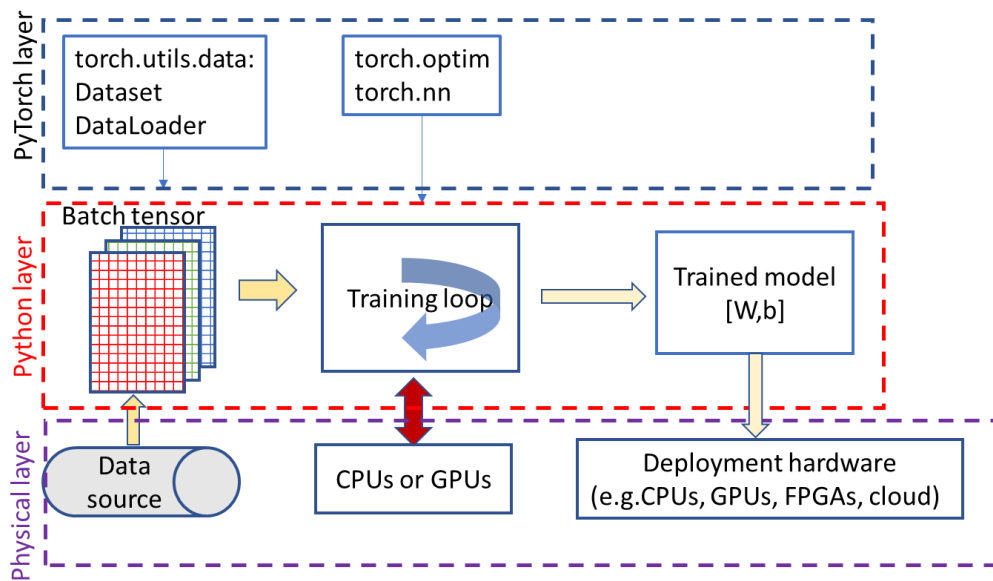 PyTorch layer
torch.utils.data:
Dataset
DataLoader
torch.optim
torch.nn
Python layer
Batch tensor
Training loop
Trained model
[W,b]
Physical layer
Data
source
CPUs or GPUs
Deployment hardware
(e.g.CPUs, GPUs, FPGAs, cloud)